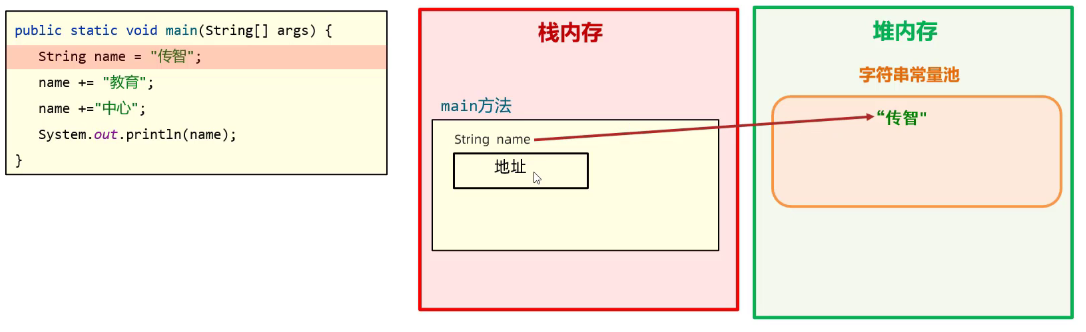 public static void main(String[] args) {
String name = "传智";
name += "教育";
name +="中心";
System.out.println(name);
}
栈内存
main方法
String name
地址
堆内存
字符串常量池
“传智"